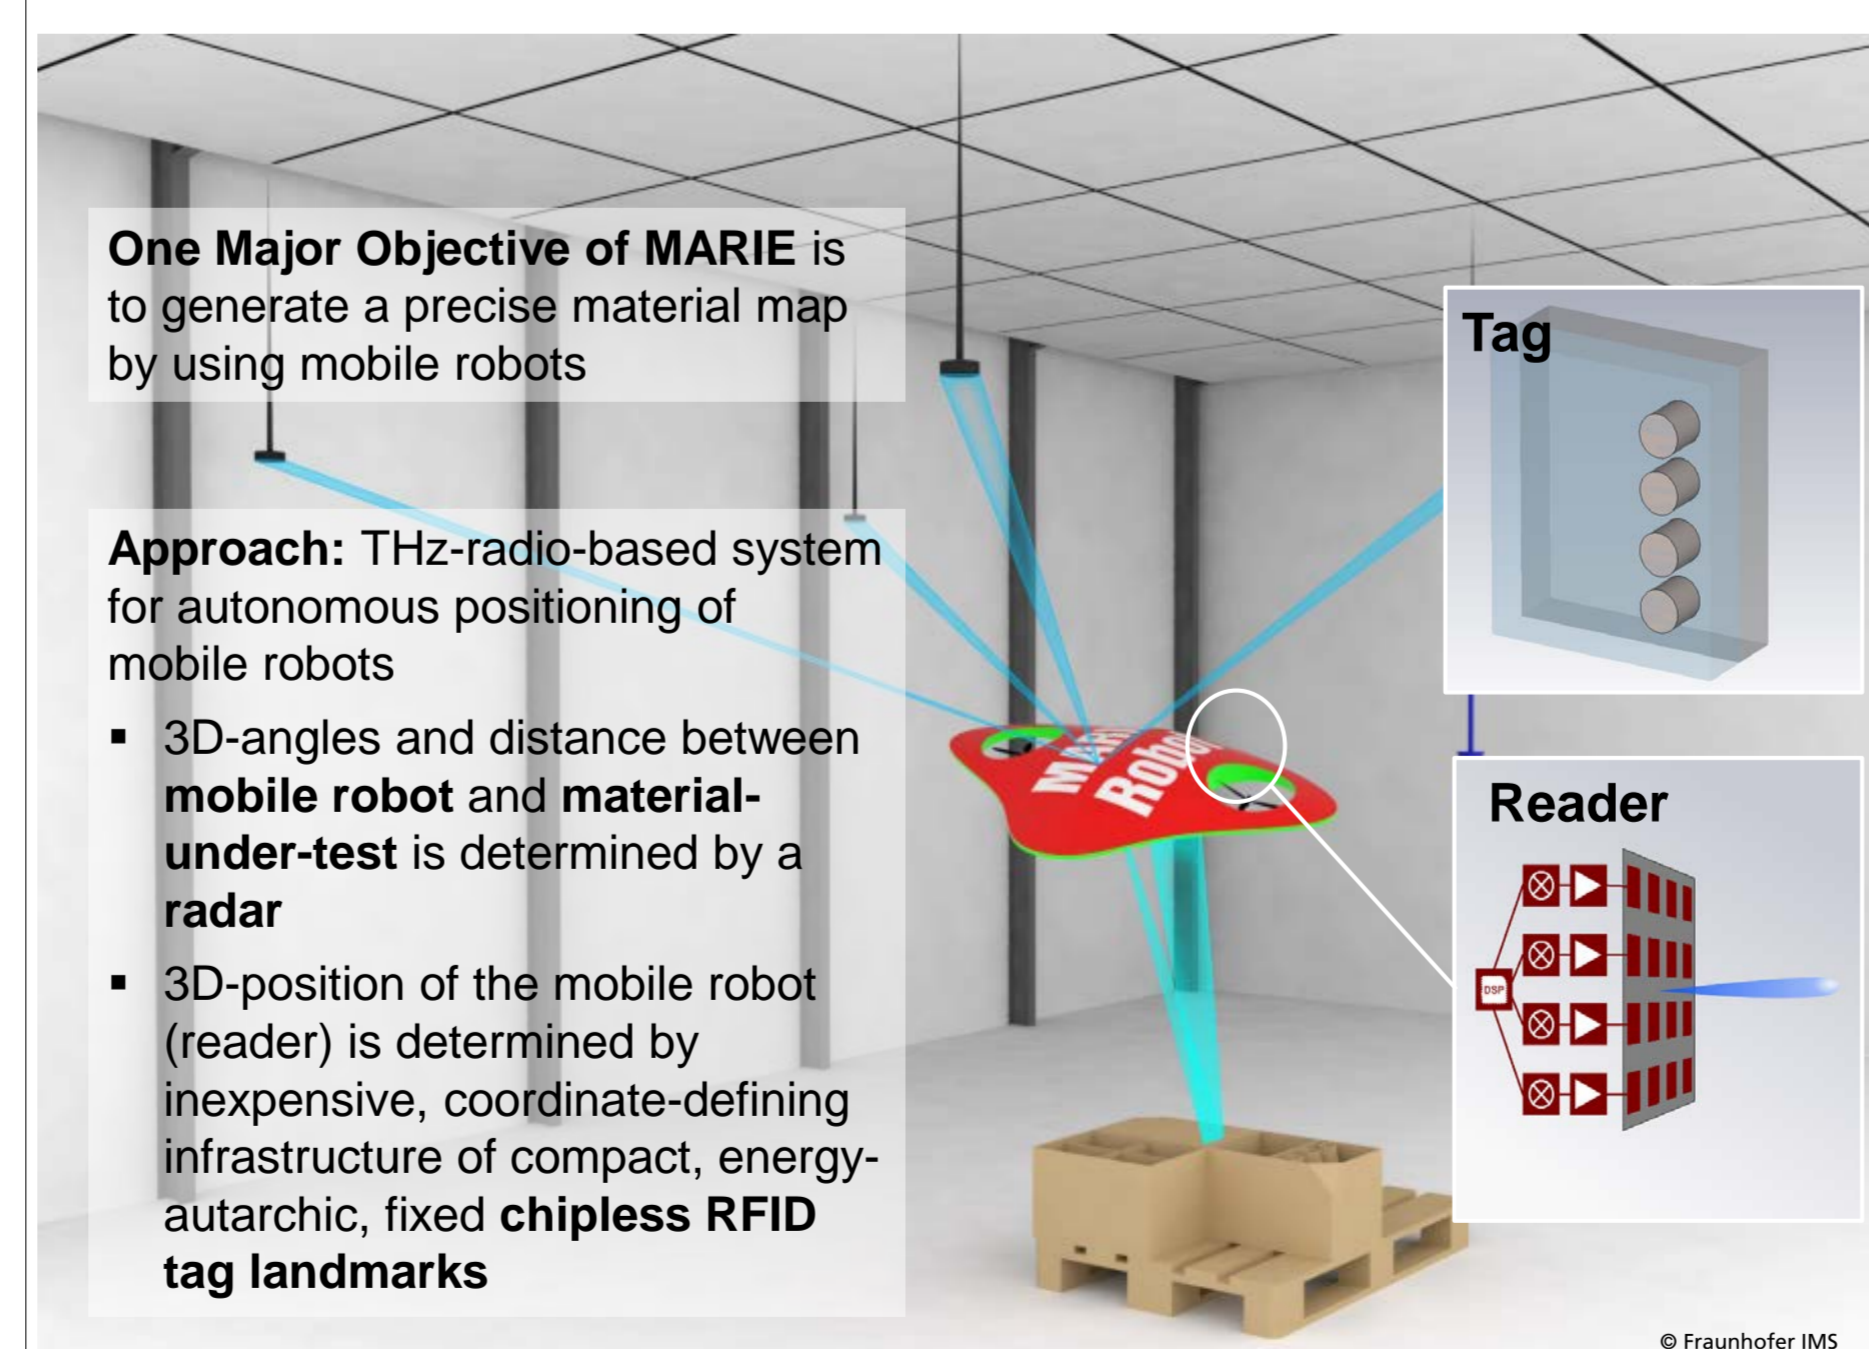 One Major Objective of MARIE is
to generate a precise material map
by using mobile robots
Approach: THz-radio-based system
for autonomous positioning of
mobile robots
▪ 3D-angles and distance between
mobile robot and material-
under-test is determined by a
radar
▪ 3D-position of the mobile robot
(reader) is determined by
inexpensive, coordinate-defining
infrastructure of compact, energy-
autarchic, fixed chipless RFID
tag landmarks
Tag
Robot
Reader
DSP
© Fraunhofer IMS